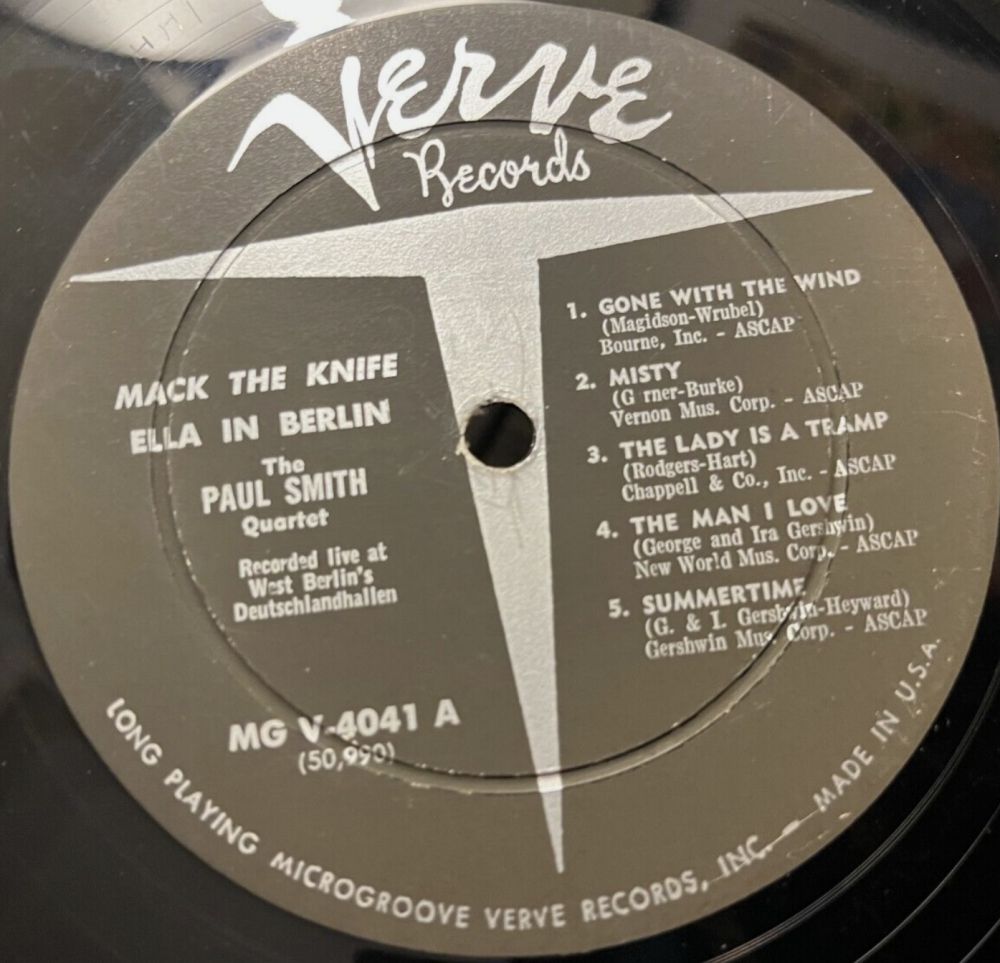 Verve
Records
MACK THE KNIFE
ELLA IN BERLIN
The
PAUL SMITH
Quartet
Recorded live at
West Berlin's
Deutschlandhallen
MG V-4041 A
(50,990)
1. GONE WITH THE WIND
(Magidson-Wrubel)
Bourne, Inc. - ASCAP
2. MISTY
(G rner-Burke)
Vernon Mus. Corp. - ASCAP
3. THE LADY IS A TRAMP
(Rodgers-Hart)
Chappell & Co., Inc. - ASCAP
4. THE MAN I LOVE
(George and Ira Gershwin)
New World Mus. Corp. - ASCAP
5. SUMMERTIME
(G. & I. Gershwin-Heyward)
Gershwin Mus. Corp. - ASCAP
LONG PLAYING MICROGROOVE VERVE RECORDS, INC. — MADE IN U.S.A.